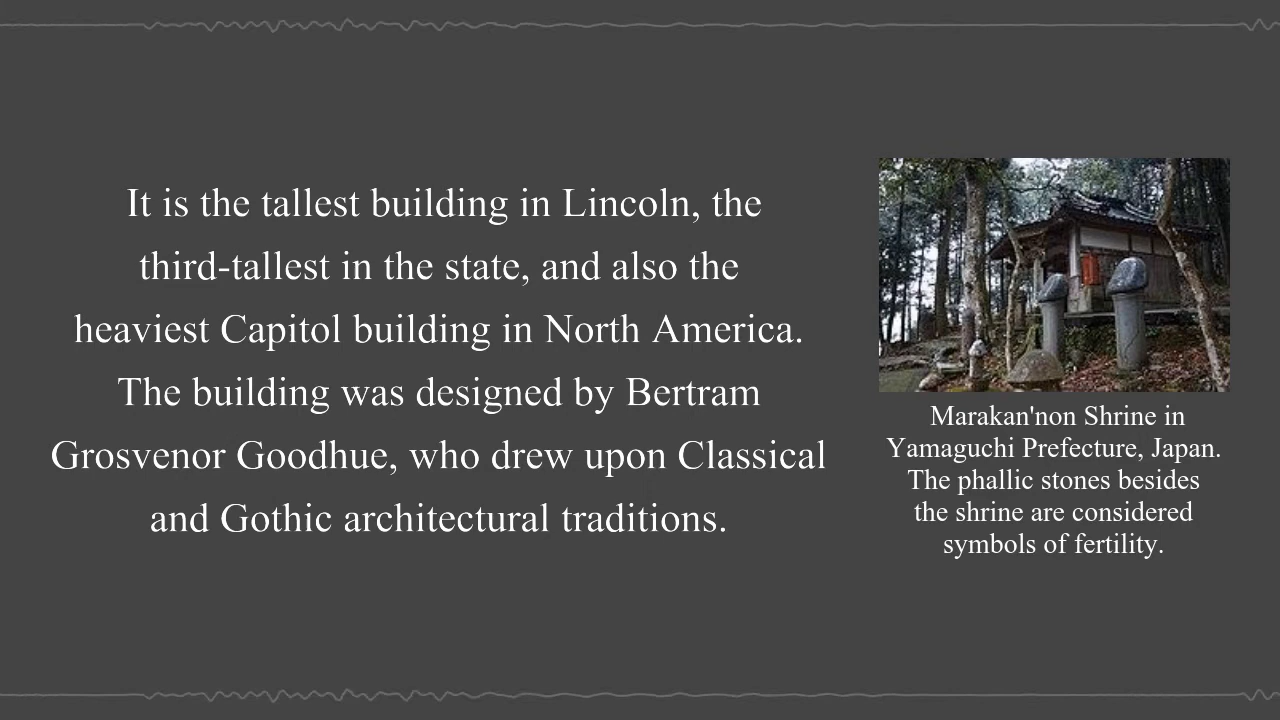 It is the tallest building in Lincoln, the
third-tallest in the state, and also the
heaviest Capitol building in North America.
The building was designed by Bertram
Grosvenor Goodhue, who drew upon Classical
and Gothic architectural traditions.
Marakan'non Shrine in
Yamaguchi Prefecture, Japan.
The phallic stones besides
the shrine are considered
symbols of fertility.